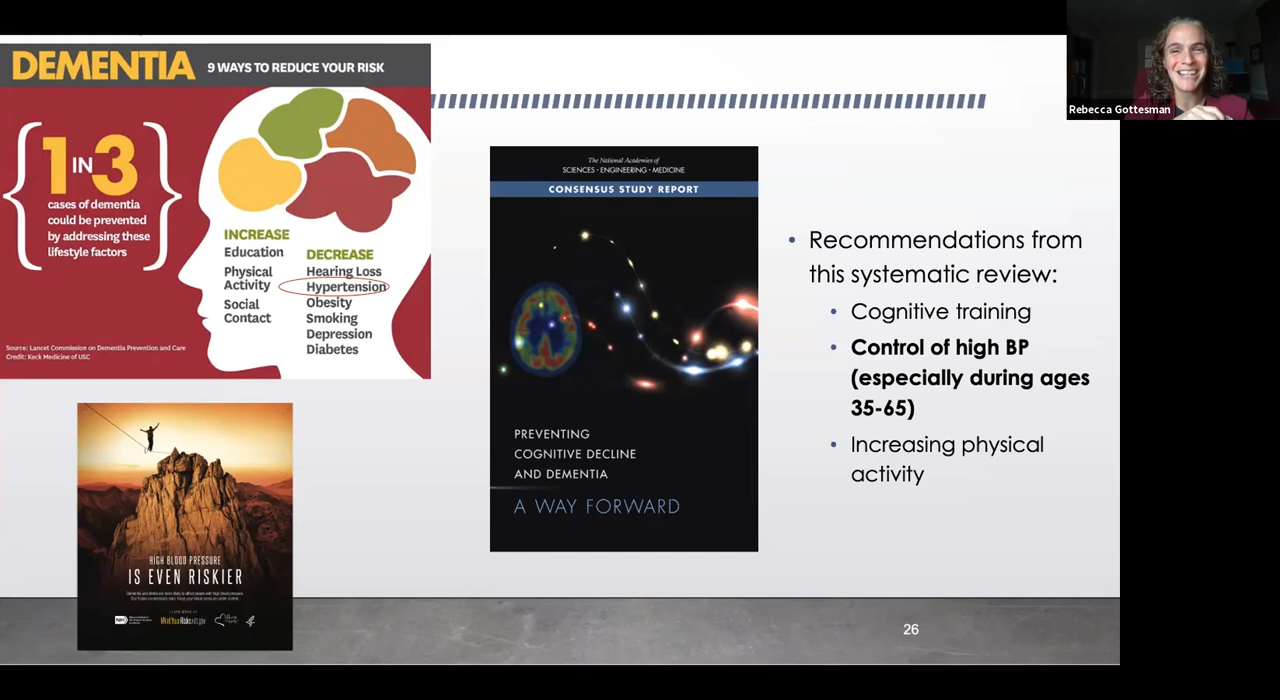 DEMENTIA 9 WAYS TO REDUCE YOUR RISK
1 IN 3
cases of dementia
could be prevented
by addressing these
lifestyle factors
INCREASE
Education
Physical
Activity
Social
Contact
DECREASE
Hearing Loss
Hypertension
Obesity
Smoking
Depression
Diabetes
Source: Lancet Commission on Dementia Prevention and Care
Credit: Keck Medicine of USC
HIGH BLOOD PRESSURE
IS EVEN RISKIER
NIH
The National Academies of
SCIENCES • ENGINEERING • MEDICINE
CONSENSUS STUDY REPORT
PREVENTING
COGNITIVE DECLINE
AND DEMENTIA
A WAY FORWARD
• Recommendations from
this systematic review:
• Cognitive training
• Control of high BP
(especially during ages
35-65)
• Increasing physical
activity
26
Rebecca Gottesman